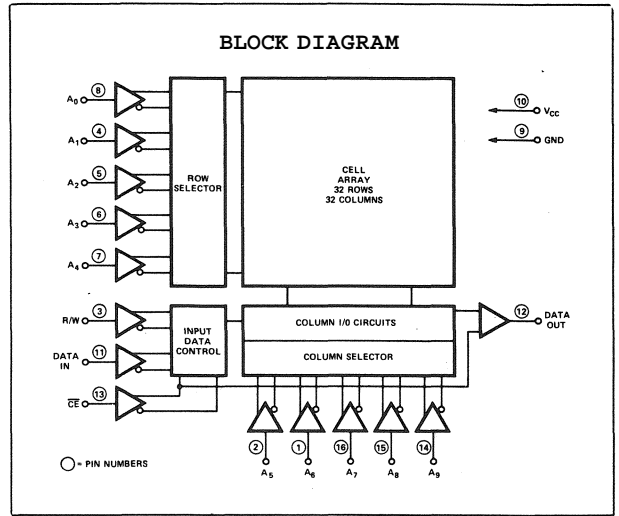 BLOCK DIAGRAM
A0 8
A1 4
A2 5
A3 6
A4 7
ROW
SELECTOR
CELL
ARRAY
32 ROWS
32 COLUMNS
10 VCC
9 GND
R/W 3
DATA
IN 11
CE 13
INPUT
DATA
CONTROL
COLUMN I/O CIRCUITS
COLUMN SELECTOR
12 DATA
OUT
2 1 16 15 14
A5 A6 A7 A8 A9
= PIN NUMBERS